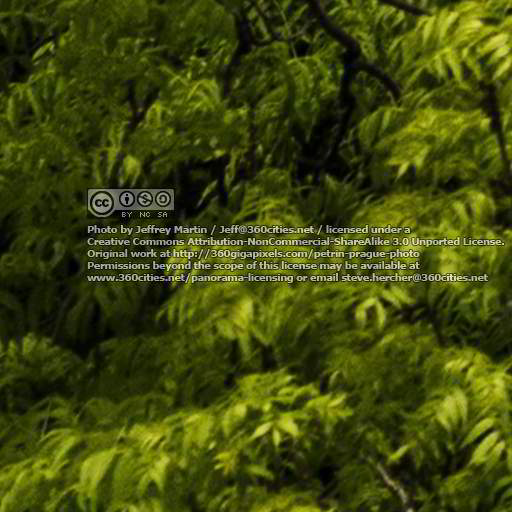 cc
BY NC SA
Photo by Jeffrey Martin / Jeff@360cities.net / licensed under a
Creative Commons Attribution-NonCommercial-ShareAlike 3.0 Unported License.
Original work at http://360gigapixels.com/petrin-prague-photo
Permissions beyond the scope of this license may be available at
www.360cities.net/panorama-licensing or email steve.hercher@360cities.net